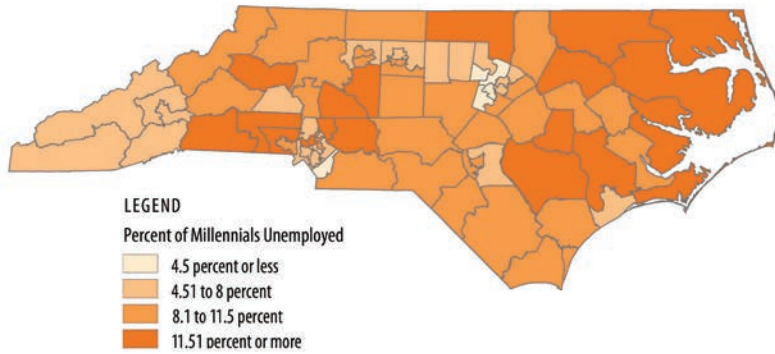 LEGEND
Percent of Millennials Unemployed
4.5 percent or less
4.51 to 8 percent
8.1 to 11.5 percent
11.51 percent or more